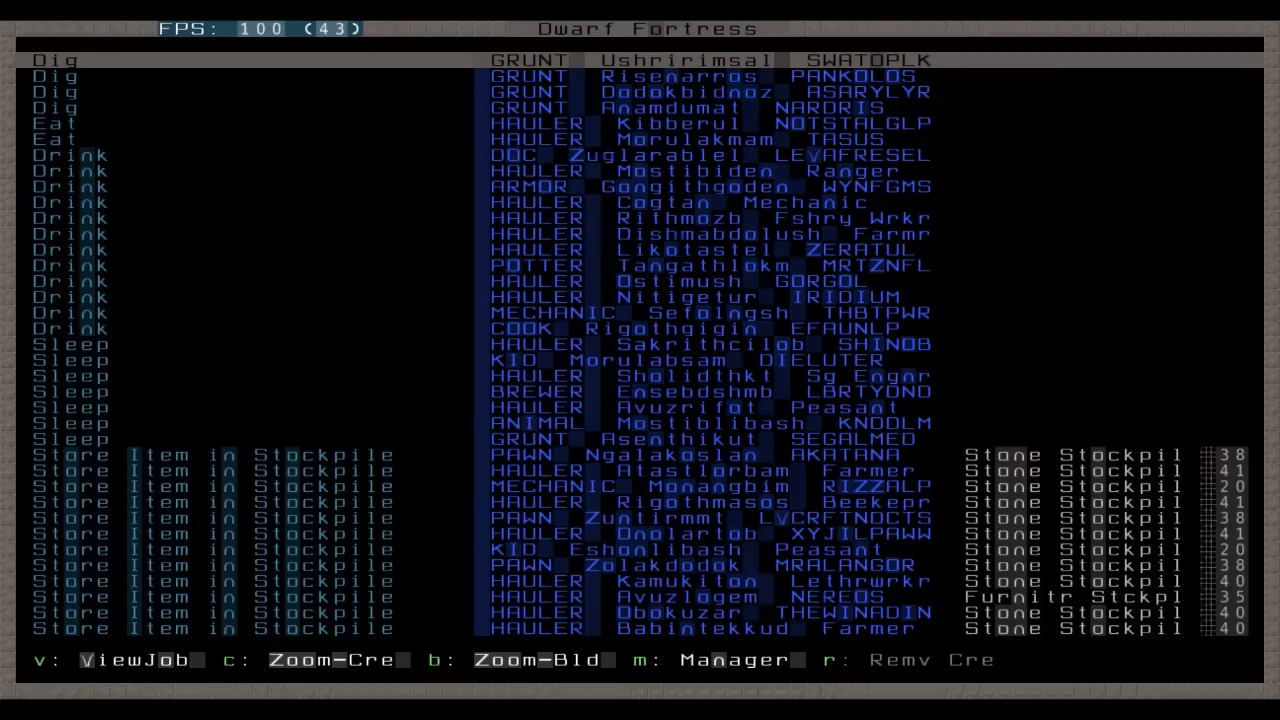 FPS: 100 (43) Dwarf Fortress
Dig GRUNT Ushririmsal SWATOPLK
Dig GRUNT Risenarros PANKOLOS
Dig GRUNT Dodokbidnoz ASARYLYR
Dig GRUNT Anamdumat NARDRIS
Eat HAULER Kibberul NOTSTALGLP
Eat HAULER Morulakmam TASUS
Drink DOC Zuglarablel LEVAFRESEL
Drink HAULER Mostibiden Ranger
Drink ARMOR Gongithgoden WYNFGMS
Drink HAULER Cogtan Mechanic
Drink HAULER Rithmozb Fshry Wrkr
Drink HAULER Dishmabdolush Farmr
Drink HAULER Likotastel ZERATUL
Drink POTTER Tangathlokm MRTZNFL
Drink HAULER Ostimush GORGOL
Drink HAULER Nitigetur IRIDIUM
Drink MECHANIC Sefolngsh THBTPWR
Drink COOK Rigothgigin EFAUNLP
Sleep HAULER Sakrithcilob SHINOB
Sleep KID Morulabsam DIELUTER
Sleep HAULER Sholidthkt Sg Engnr
Sleep BREWER Ensebdshmb LBRTYDND
Sleep HAULER Avuzrifot Peasant
Sleep ANIMAL Mostiblibash KNDOLM
Sleep GRUNT Asenthikut SEGALMED
Store Item in Stockpile PAWN Ngalakoslan AKATANA Stone Stockpil 38
Store Item in Stockpile HAULER Atastlorbam Farmer Stone Stockpil 41
Store Item in Stockpile MECHANIC Monangbim RIZZALP Stone Stockpil 20
Store Item in Stockpile HAULER Rigothmasos Beekepr Stone Stockpil 41
Store Item in Stockpile PAWN Zuntirmmt LVCRFTNDCTS Stone Stockpil 38
Store Item in Stockpile HAULER Onolartob XYJILPAWW Stone Stockpil 41
Store Item in Stockpile KID Eshonlibash Peasant Stone Stockpil 20
Store Item in Stockpile PAWN Zolakdodok MRALANGOR Stone Stockpil 38
Store Item in Stockpile HAULER Kamukiton Lethrwrkr Stone Stockpil 40
Store Item in Stockpile HAULER Avuzlogem NEREOS Furnitr Stckpl 35
Store Item in Stockpile HAULER Obokuzar THEWINADIN Stone Stockpil 40
Store Item in Stockpile HAULER Babintekkud Farmer Stone Stockpil 40
v: ViewJob c: Zoom-Cre b: Zoom-Bld m: Manager r: Remv Cre